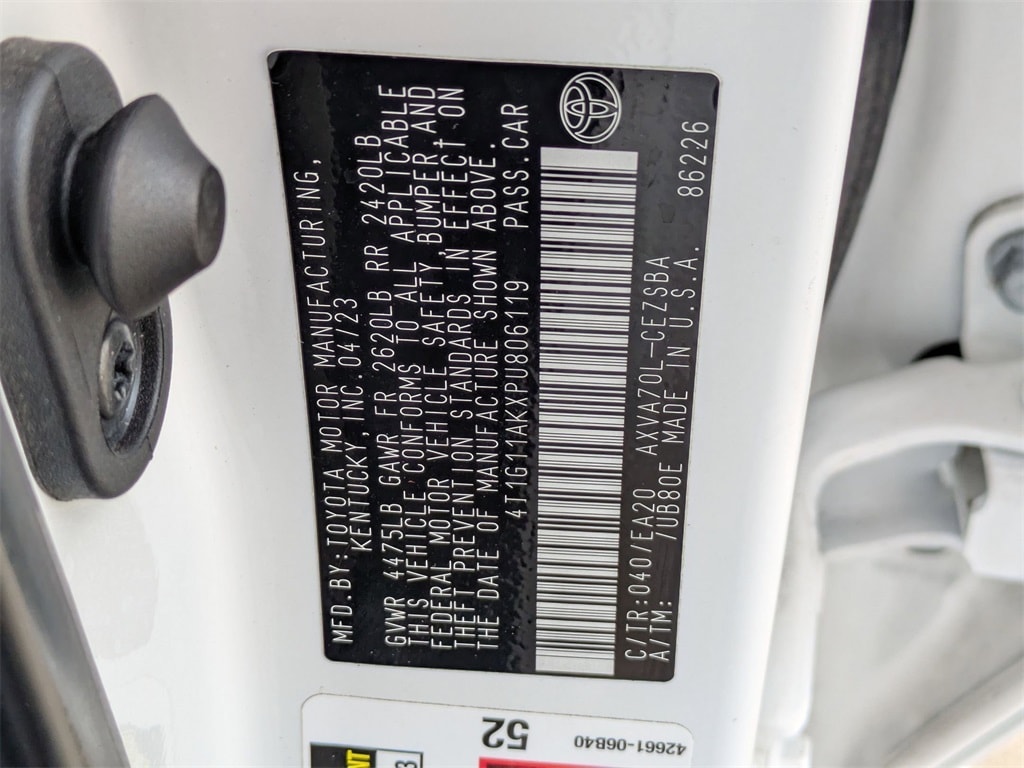 MFD.BY:TOYOTA MOTOR MANUFACTURING,
KENTUCKY, INC.04/23
GVWR 4475LB GAWR FR 2620LB RR 2420LB
THIS VEHICLE CONFORMS TO ALL APPLICABLE
FEDERAL MOTOR VEHICLE SAFETY,BUMPER,AND
THEFT PREVENTION STANDARDS IN EFFECT ON
THE DATE OF MANUFACTURE SHOWN ABOVE.
4T1G11AKXPU806119 PASS.CAR
C/TR:040/EA20 AXVA70L-CEZSBA 86226
A/TM: /UB80E MADE IN U.S.A.
52
42661-06B40